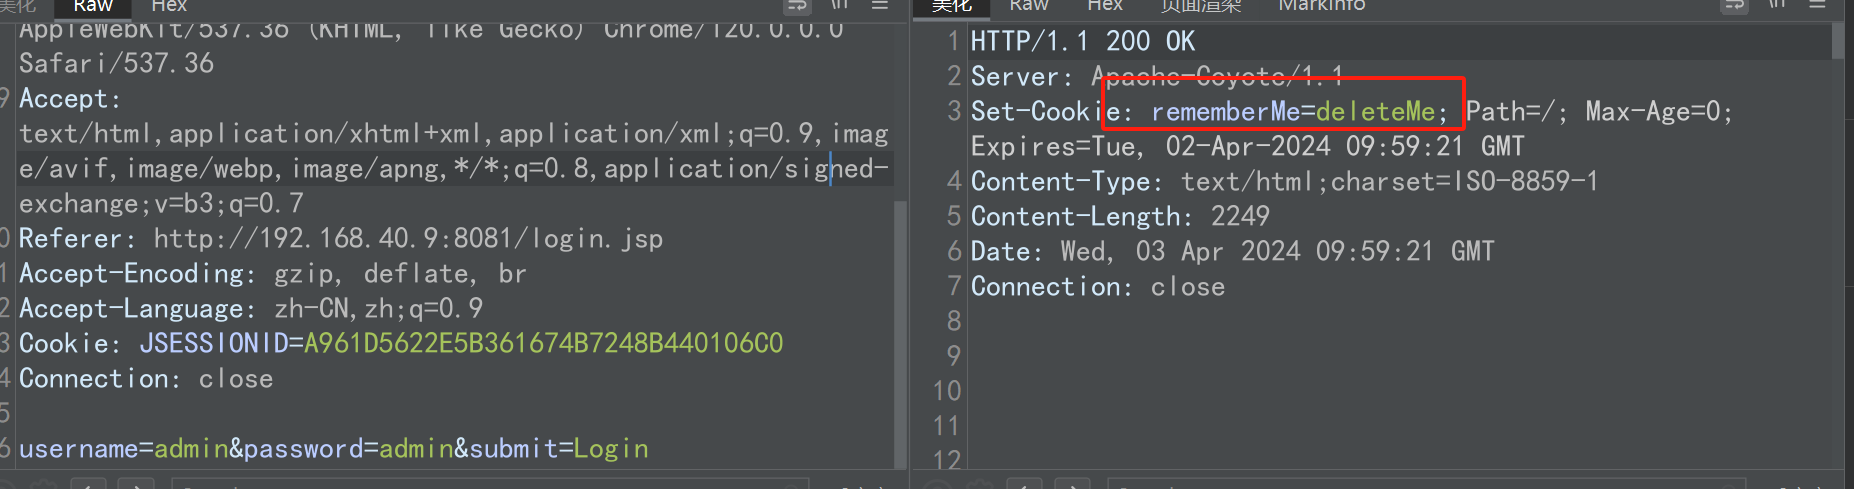 美化 Raw Hex
AppleWebKit/537.36 (KHTML, like Gecko) Chrome/120.0.0.0
Safari/537.36
9 Accept:
text/html,application/xhtml+xml,application/xml;q=0.9,imag
e/avif,image/webp,image/apng,*/*;q=0.8,application/signed-
exchange;v=b3;q=0.7
0 Referer: http://192.168.40.9:8081/login.jsp
1 Accept-Encoding: gzip, deflate, br
2 Accept-Language: zh-CN,zh;q=0.9
3 Cookie: JSESSIONID=A961D5622E5B361674B7248B440106C0
4 Connection: close
5
6 username=admin&password=admin&submit=Login
美化 Raw Hex 页面渲染 MarkInfo
1 HTTP/1.1 200 OK
2 Server: Apache-Coyote/1.1
3 Set-Cookie: rememberMe=deleteMe; Path=/; Max-Age=0;
Expires=Tue, 02-Apr-2024 09:59:21 GMT
4 Content-Type: text/html;charset=ISO-8859-1
5 Content-Length: 2249
6 Date: Wed, 03 Apr 2024 09:59:21 GMT
7 Connection: close
8
9
10
11
12